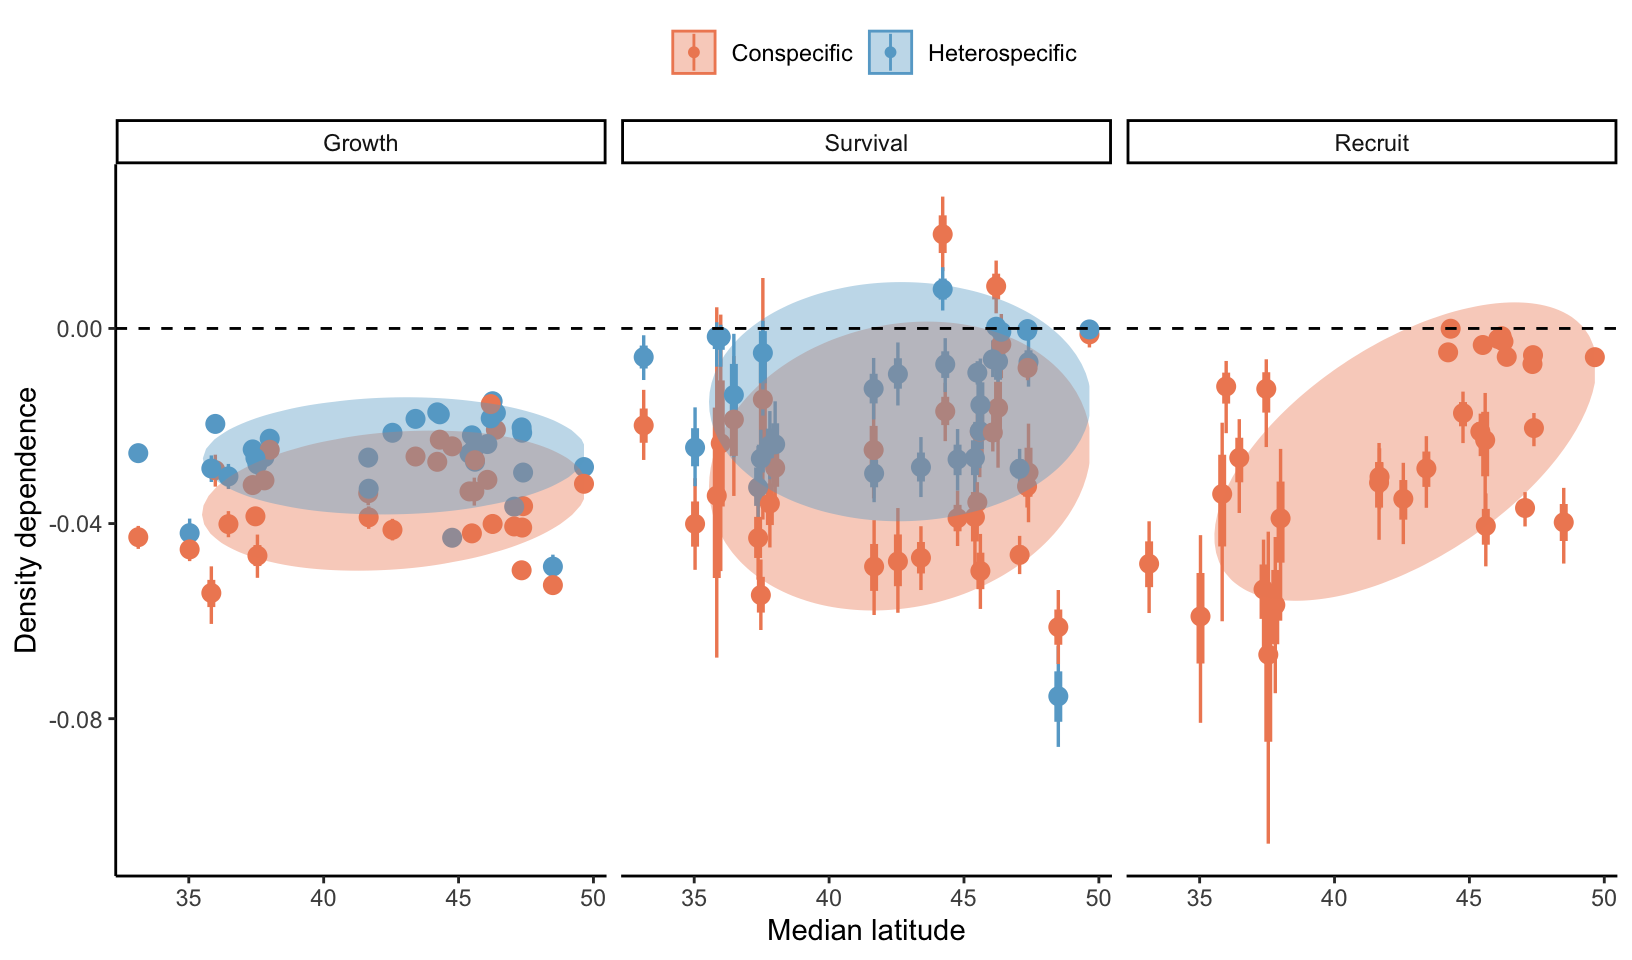 Conspecific Heterospecific
Growth Survival Recruit
0.00
-0.04
-0.08
Density dependence
35 40 45 50 35 40 45 50 35 40 45 50
Median latitude